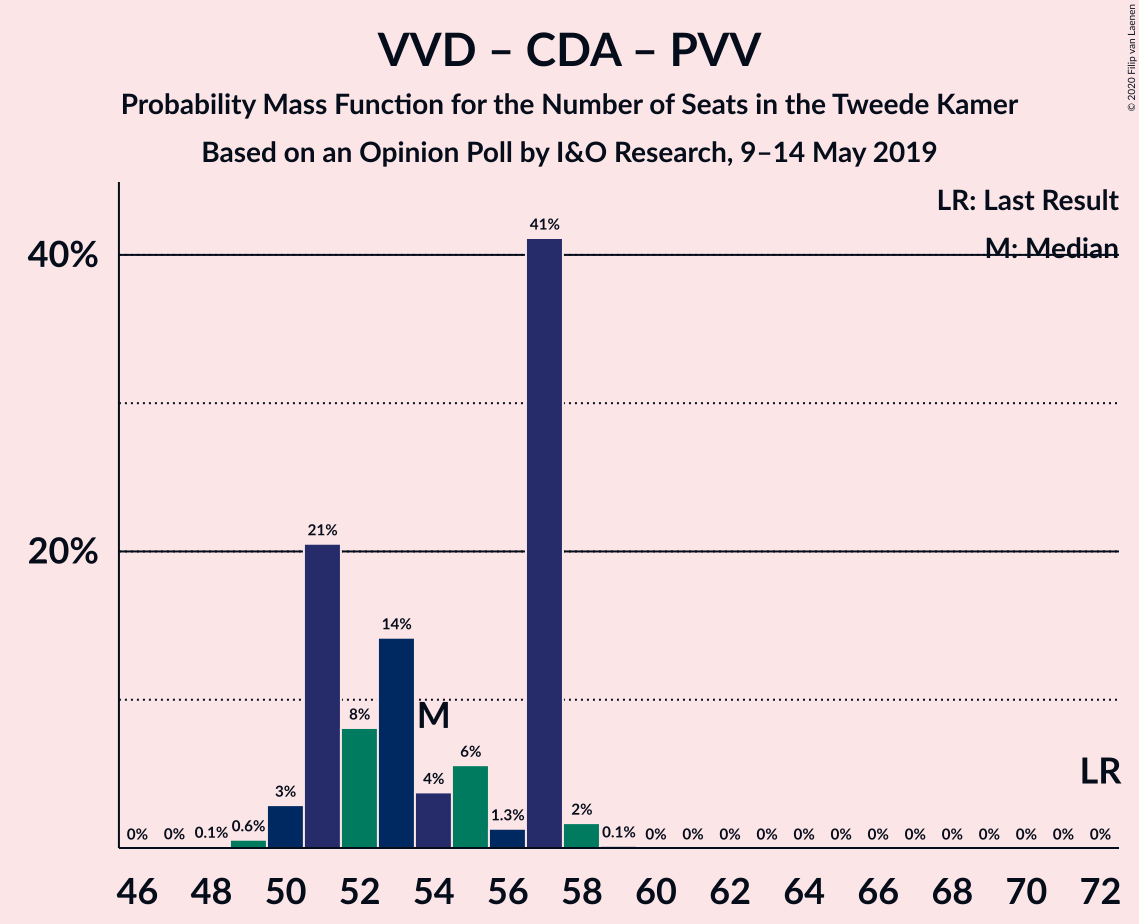 VVD – CDA – PVV
Probability Mass Function for the Number of Seats in the Tweede Kamer
Based on an Opinion Poll by I&O Research, 9–14 May 2019
© 2020 Filip van Laenen
LR: Last Result
M: Median
40%
20%
0% 0% 0.1% 0.6% 3% 21% 8% 14% 4% 6% 1.3% 41% 2% 0.1% 0% 0% 0% 0% 0% 0% 0% 0% 0% 0% 0% 0% 0%
M
LR
46 48 50 52 54 56 58 60 62 64 66 68 70 72